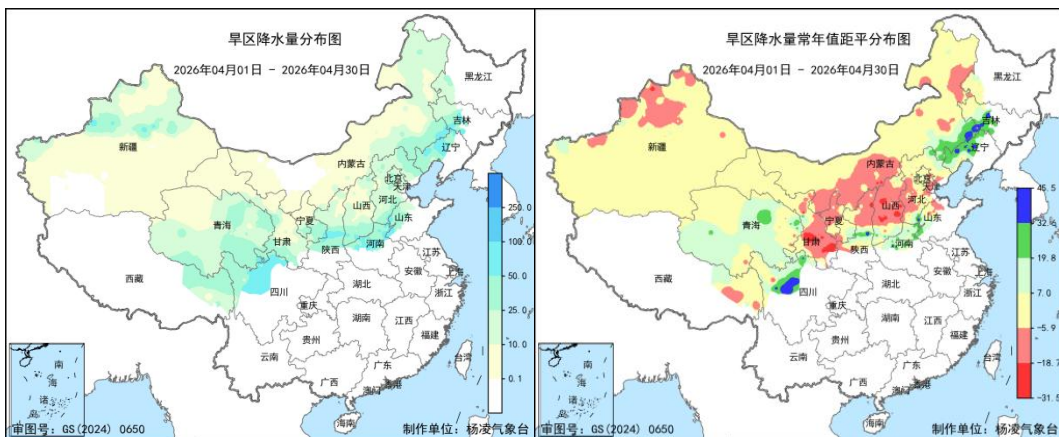 旱区降水量分布图
2026年04月01日 - 2026年04月30日
黑龙江
吉林
辽宁
新疆
内蒙古
北京
天津
河北
山西
山东
宁夏
青海
甘肃
陕西
河南
江苏
西藏
安徽
上海
四川
湖北
浙江
重庆
湖南
江西
贵州
福建
云南
台湾
广东
广西
香港
澳门
海南
250.0
100.0
50.0
25.0
10.0
0.1
南
海
诸
岛
审图号: GS(2024) 0650
制作单位: 杨凌气象台
旱区降水量常年值距平分布图
2026年04月01日 - 2026年04月30日
黑龙江
吉林
辽宁
新疆
内蒙古
北京
天津
河北
山西
山东
宁夏
青海
甘肃
陕西
河南
江苏
西藏
安徽
上海
四川
湖北
浙江
重庆
湖南
江西
贵州
福建
云南
台湾
广东
广西
香港
澳门
海南
45.5
32.6
19.8
7.0
-5.9
-18.7
-31.5
南
海
诸
岛
审图号: GS(2024) 0650
制作单位: 杨凌气象台